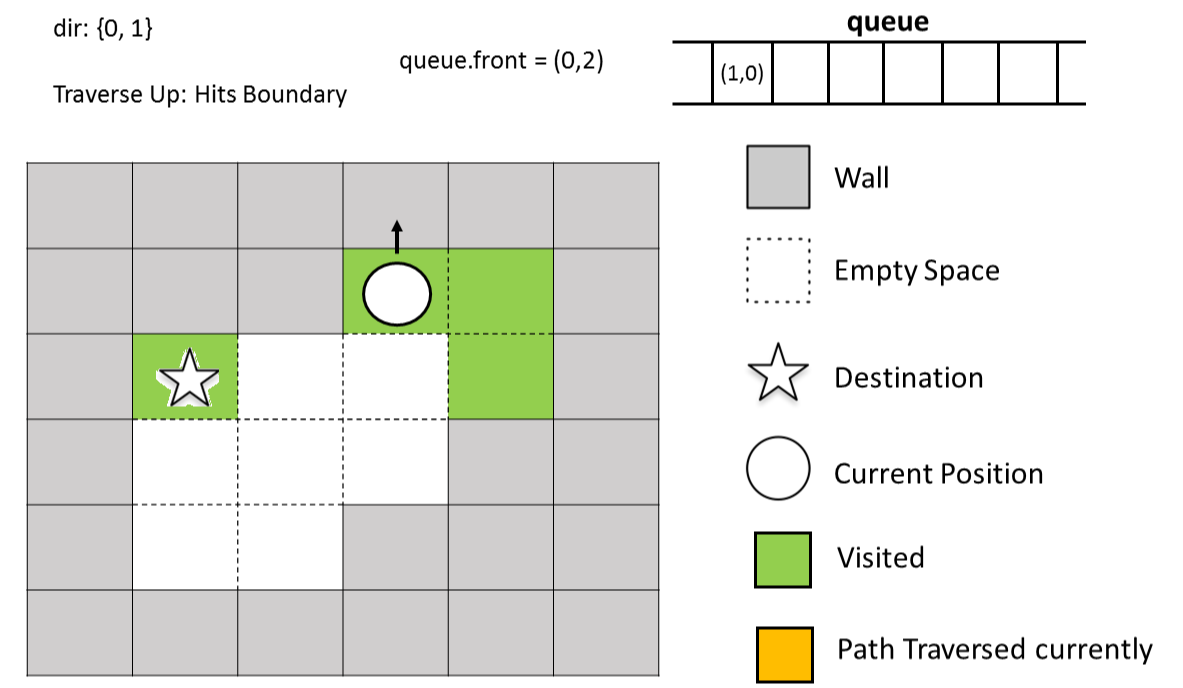 dir: {0, 1}
queue
queue.front = (0,2)
(1,0)
Traverse Up: Hits Boundary
Wall
Empty Space
Destination
Current Position
Visited
Path Traversed currently